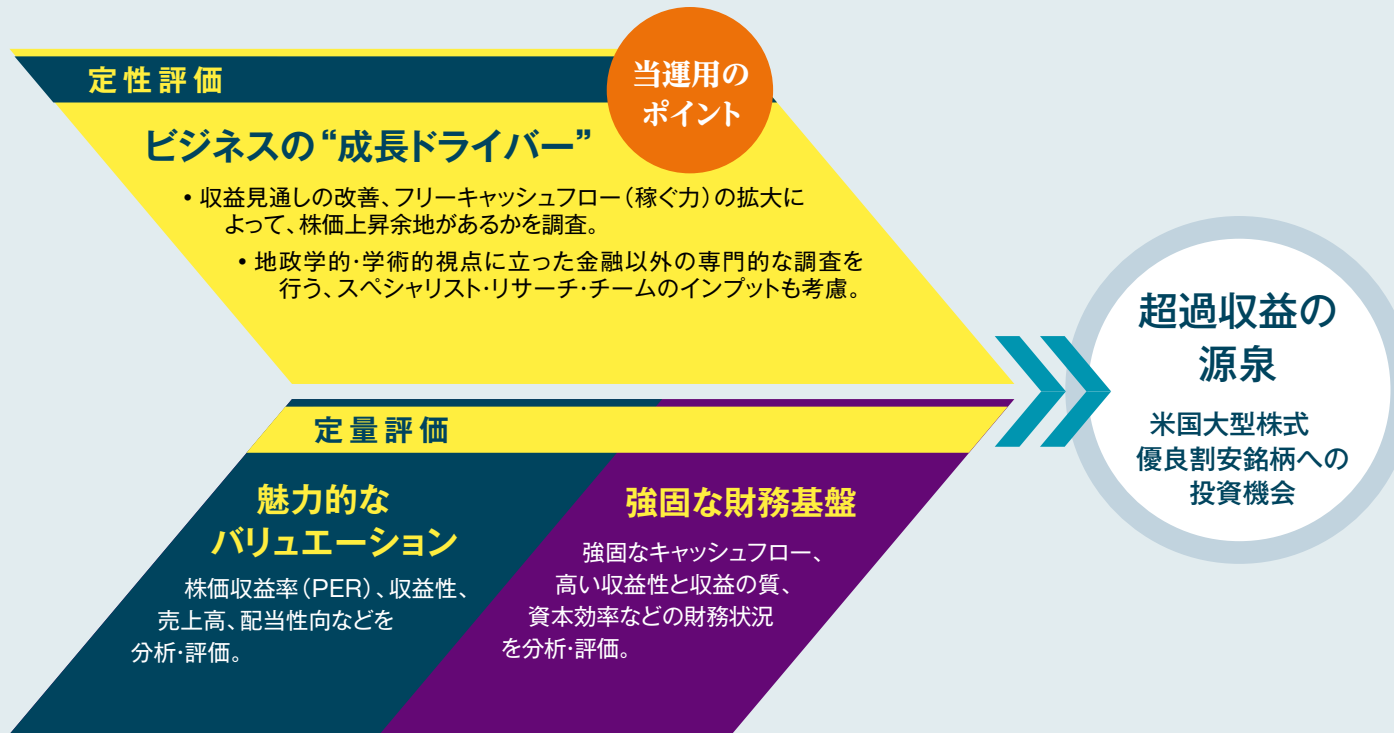 定性評価
当運用の
ポイント
ビジネスの“成長ドライバー”
• 収益見通しの改善、フリーキャッシュフロー（稼ぐ力）の拡大に
よって、株価上昇余地があるかを調査。
• 地政学的・学術的視点に立った金融以外の専門的な調査を
行う、スペシャリスト・リサーチ・チームのインプットも考慮。
定量評価
魅力的な
バリュエーション
株価収益率（PER）、収益性、
売上高、配当性向などを
分析・評価。
強固な財務基盤
強固なキャッシュフロー、
高い収益性と収益の質、
資本効率などの財務状況
を分析・評価。
超過収益の
源泉
米国大型株式
優良割安銘柄への
投資機会